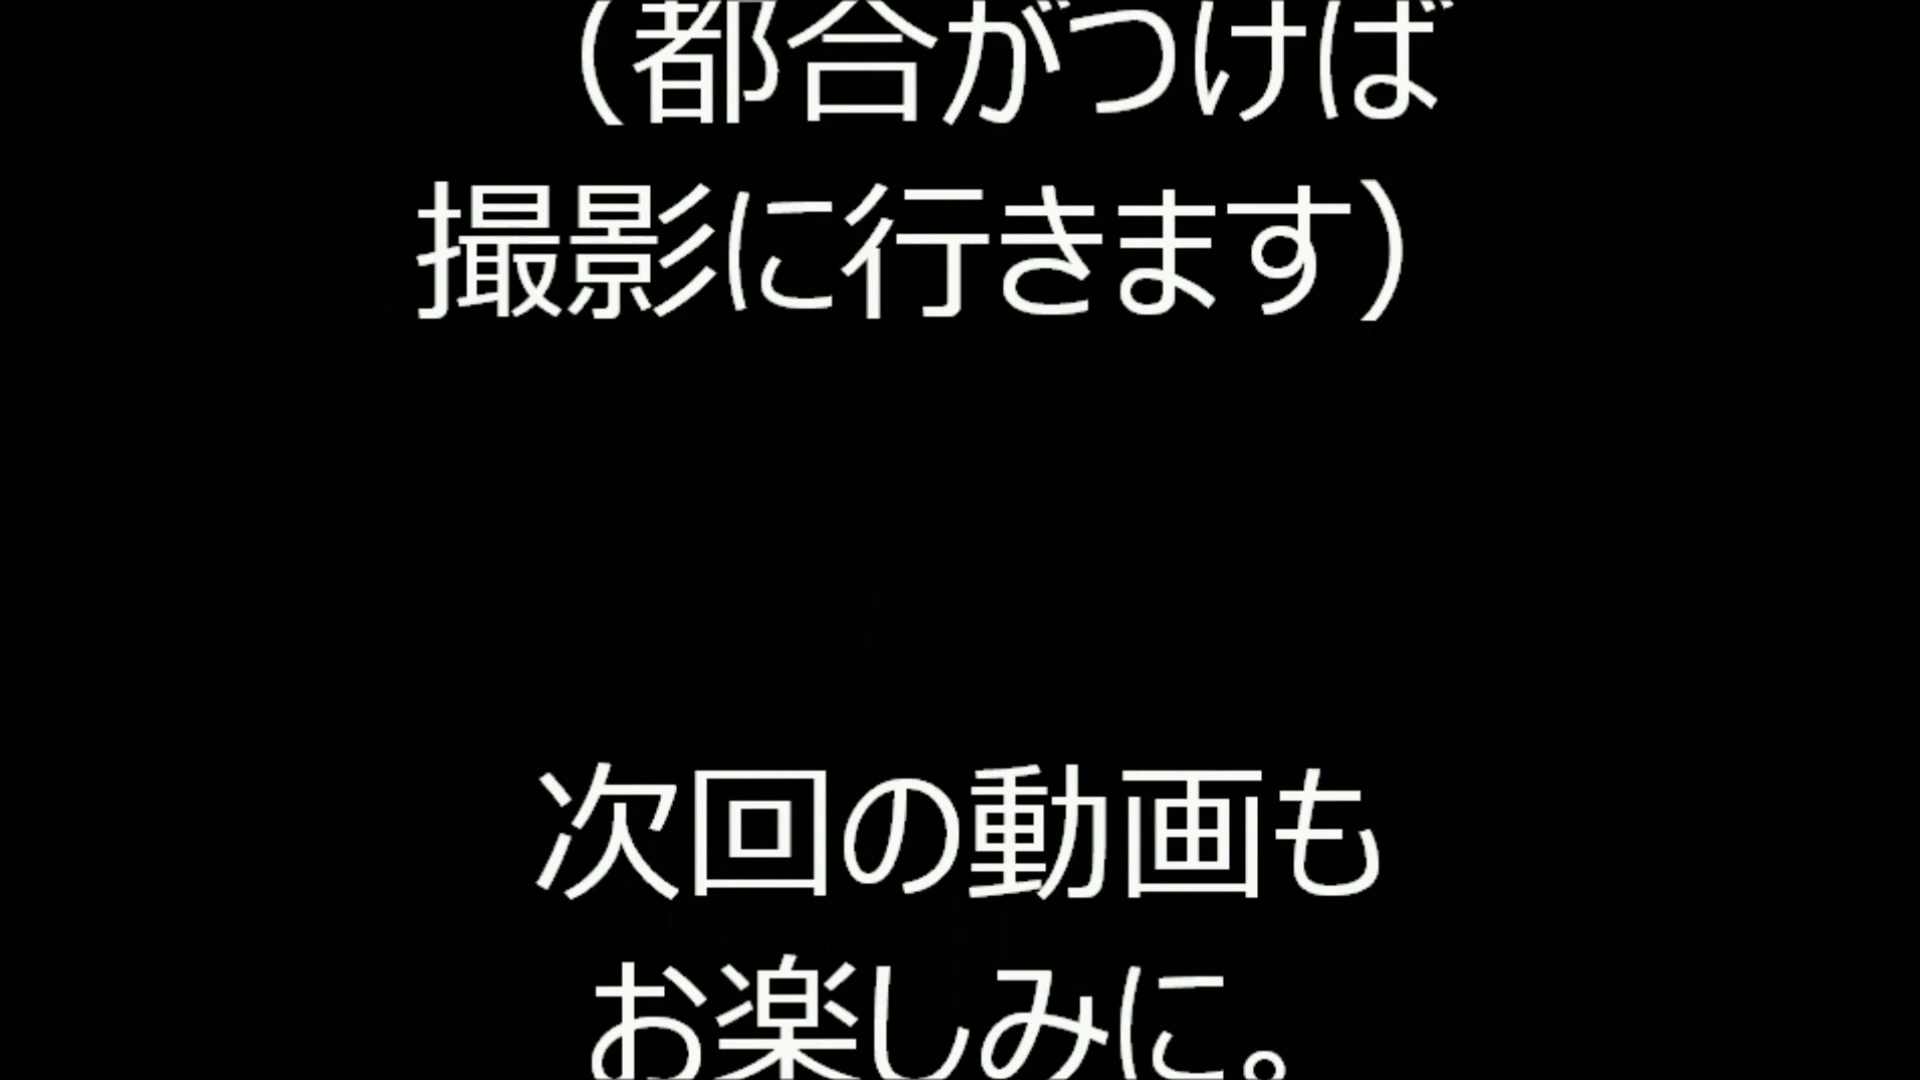 （都合がつけば
撮影に行きます）
次回の動画も
お楽しみに。